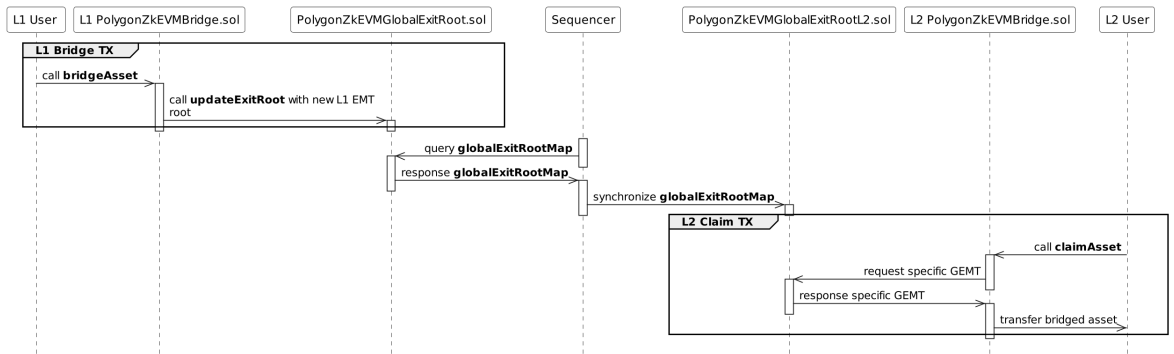 L1 User
L1 PolygonZkEVMBridge.sol
PolygonZkEVMGlobalExitRoot.sol
Sequencer
PolygonZkEVMGlobalExitRootL2.sol
L2 PolygonZkEVMBridge.sol
L2 User
L1 Bridge TX
call bridgeAsset
call updateExitRoot with new L1 EMT
root
query globalExitRootMap
response globalExitRootMap
synchronize globalExitRootMap
L2 Claim TX
call claimAsset
request specific GEMT
response specific GEMT
transfer bridged asset